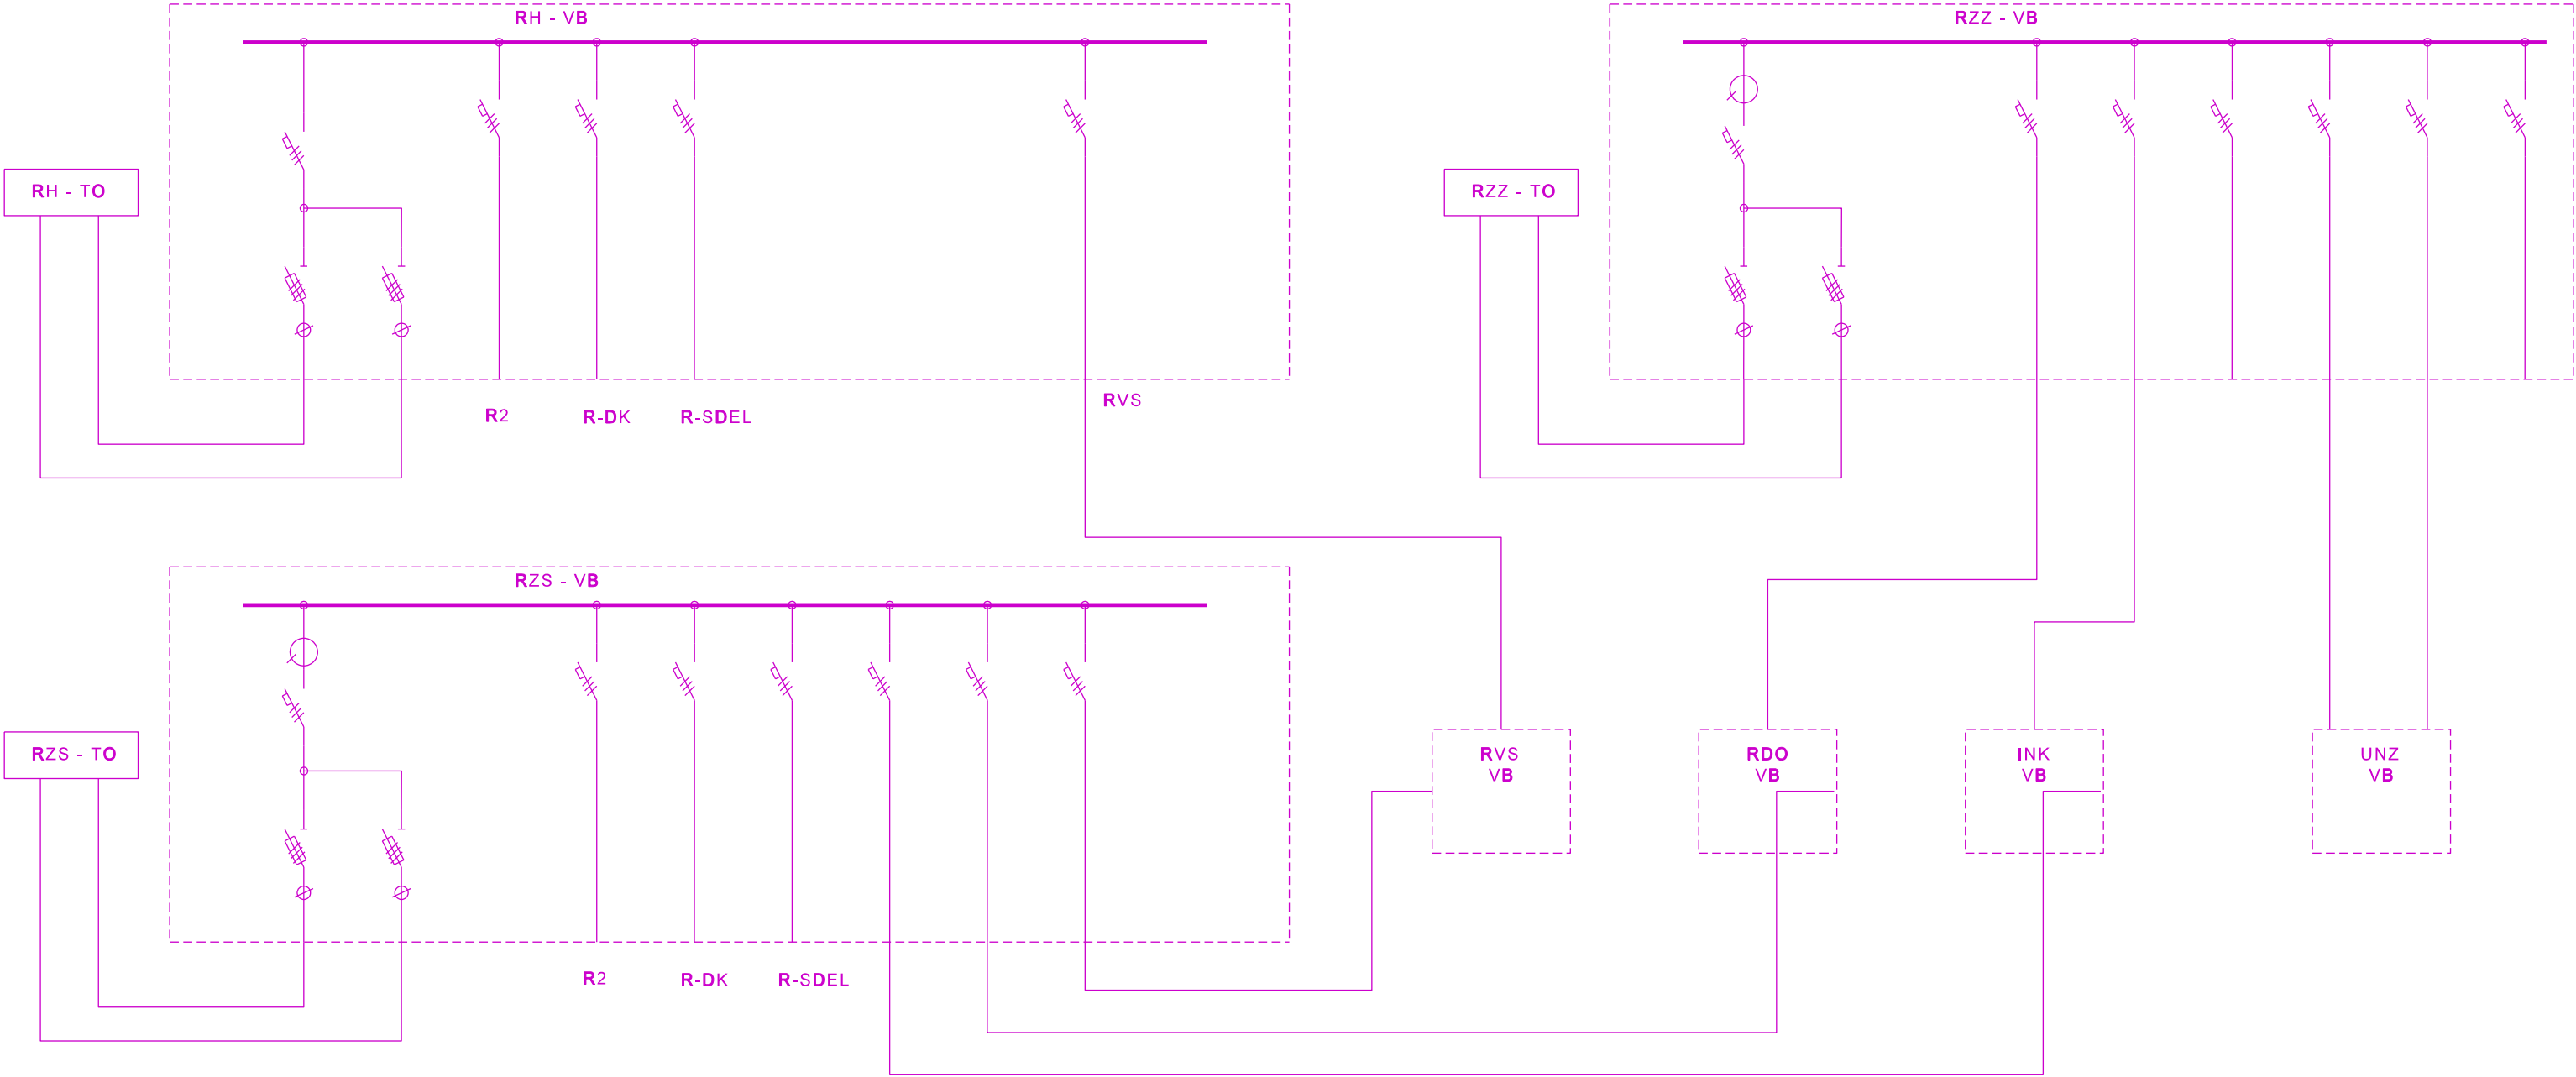 RH - VB
RZZ - VB
RH - TO
RZZ - TO
R2
R-DK
R-SDEL
RVS
RZS - VB
RZS - TO
RVS
VB
RDO
VB
INK
VB
UNZ
VB
R2
R-DK
R-SDEL